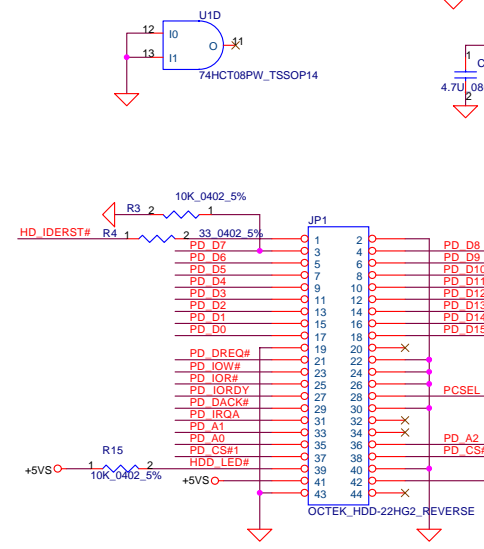 U1D
12 I0
O 11
13 I1
74HCT08PW_TSSOP14
1
C
4.7U_08
2
10K_0402_5%
R3 2 1
JP1
HD_IDERST# R4 1 2 33_0402_5%
1 2
PD_D7 3 4 PD_D8
PD_D6 5 6 PD_D9
PD_D5 7 8 PD_D10
PD_D4 9 10 PD_D11
PD_D3 11 12 PD_D12
PD_D2 13 14 PD_D13
PD_D1 15 16 PD_D14
PD_D0 17 18 PD_D15
19 20
PD_DREQ# 21 22
PD_IOW# 23 24
PD_IOR# 25 26
PD_IORDY 27 28 PCSEL
PD_DACK# 29 30
PD_IRQA 31 32
PD_A1 33 34
PD_A0 35 36 PD_A2
PD_CS#1 37 38 PD_CS#
R15
+5VS 1 2 HDD_LED# 39 40
10K_0402_5%
+5VS 41 42
43 44
OCTEK_HDD-22HG2_REVERSE